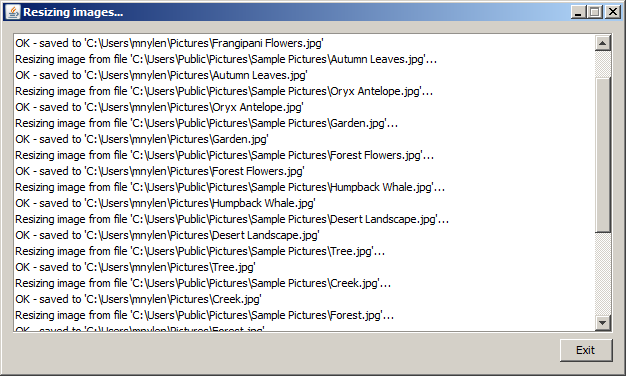 Resizing images...
OK - saved to 'C:\Users\mnylen\Pictures\Frangipani Flowers.jpg'
Resizing image from file 'C:\Users\Public\Pictures\Sample Pictures\Autumn Leaves.jpg'...
OK - saved to 'C:\Users\mnylen\Pictures\Autumn Leaves.jpg'
Resizing image from file 'C:\Users\Public\Pictures\Sample Pictures\Oryx Antelope.jpg'...
OK - saved to 'C:\Users\mnylen\Pictures\Oryx Antelope.jpg'
Resizing image from file 'C:\Users\Public\Pictures\Sample Pictures\Garden.jpg'...
OK - saved to 'C:\Users\mnylen\Pictures\Garden.jpg'
Resizing image from file 'C:\Users\Public\Pictures\Sample Pictures\Forest Flowers.jpg'...
OK - saved to 'C:\Users\mnylen\Pictures\Forest Flowers.jpg'
Resizing image from file 'C:\Users\Public\Pictures\Sample Pictures\Humpback Whale.jpg'...
OK - saved to 'C:\Users\mnylen\Pictures\Humpback Whale.jpg'
Resizing image from file 'C:\Users\Public\Pictures\Sample Pictures\Desert Landscape.jpg'...
OK - saved to 'C:\Users\mnylen\Pictures\Desert Landscape.jpg'
Resizing image from file 'C:\Users\Public\Pictures\Sample Pictures\Tree.jpg'...
OK - saved to 'C:\Users\mnylen\Pictures\Tree.jpg'
Resizing image from file 'C:\Users\Public\Pictures\Sample Pictures\Creek.jpg'...
OK - saved to 'C:\Users\mnylen\Pictures\Creek.jpg'
Resizing image from file 'C:\Users\Public\Pictures\Sample Pictures\Forest.jpg'...
OK - saved to 'C:\Users\mnylen\Pictures\Forest.jpg'
Exit